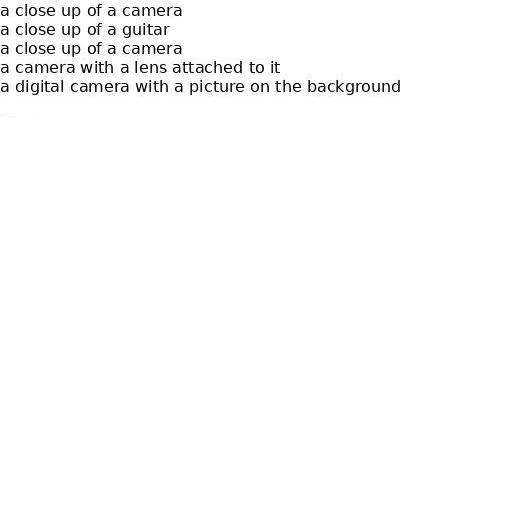 a close up of a camera
a close up of a guitar
a close up of a camera
a camera with a lens attached to it
a digital camera with a picture on the background